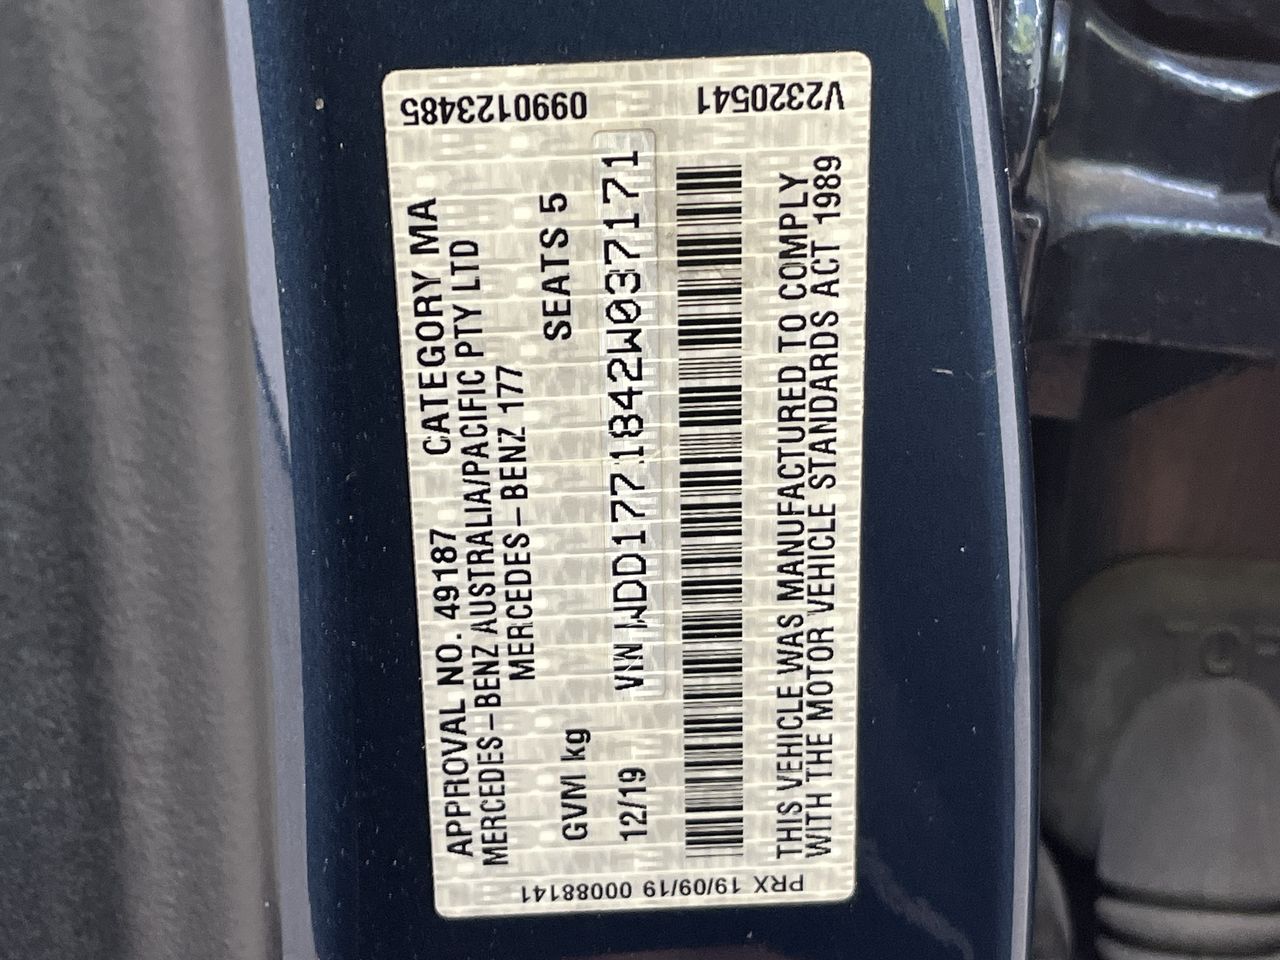 APPROVAL NO. 49187 CATEGORY MA
MERCEDES-BENZ AUSTRALIA/PACIFIC PTY LTD
MERCEDES-BENZ 177
GVM kg SEATS 5
12/19 VIN WDD1771842W037171
THIS VEHICLE WAS MANUFACTURED TO COMPLY
WITH THE MOTOR VEHICLE STANDARDS ACT 1989
0990123485
V2320541
PRX 19/09/19 00088141